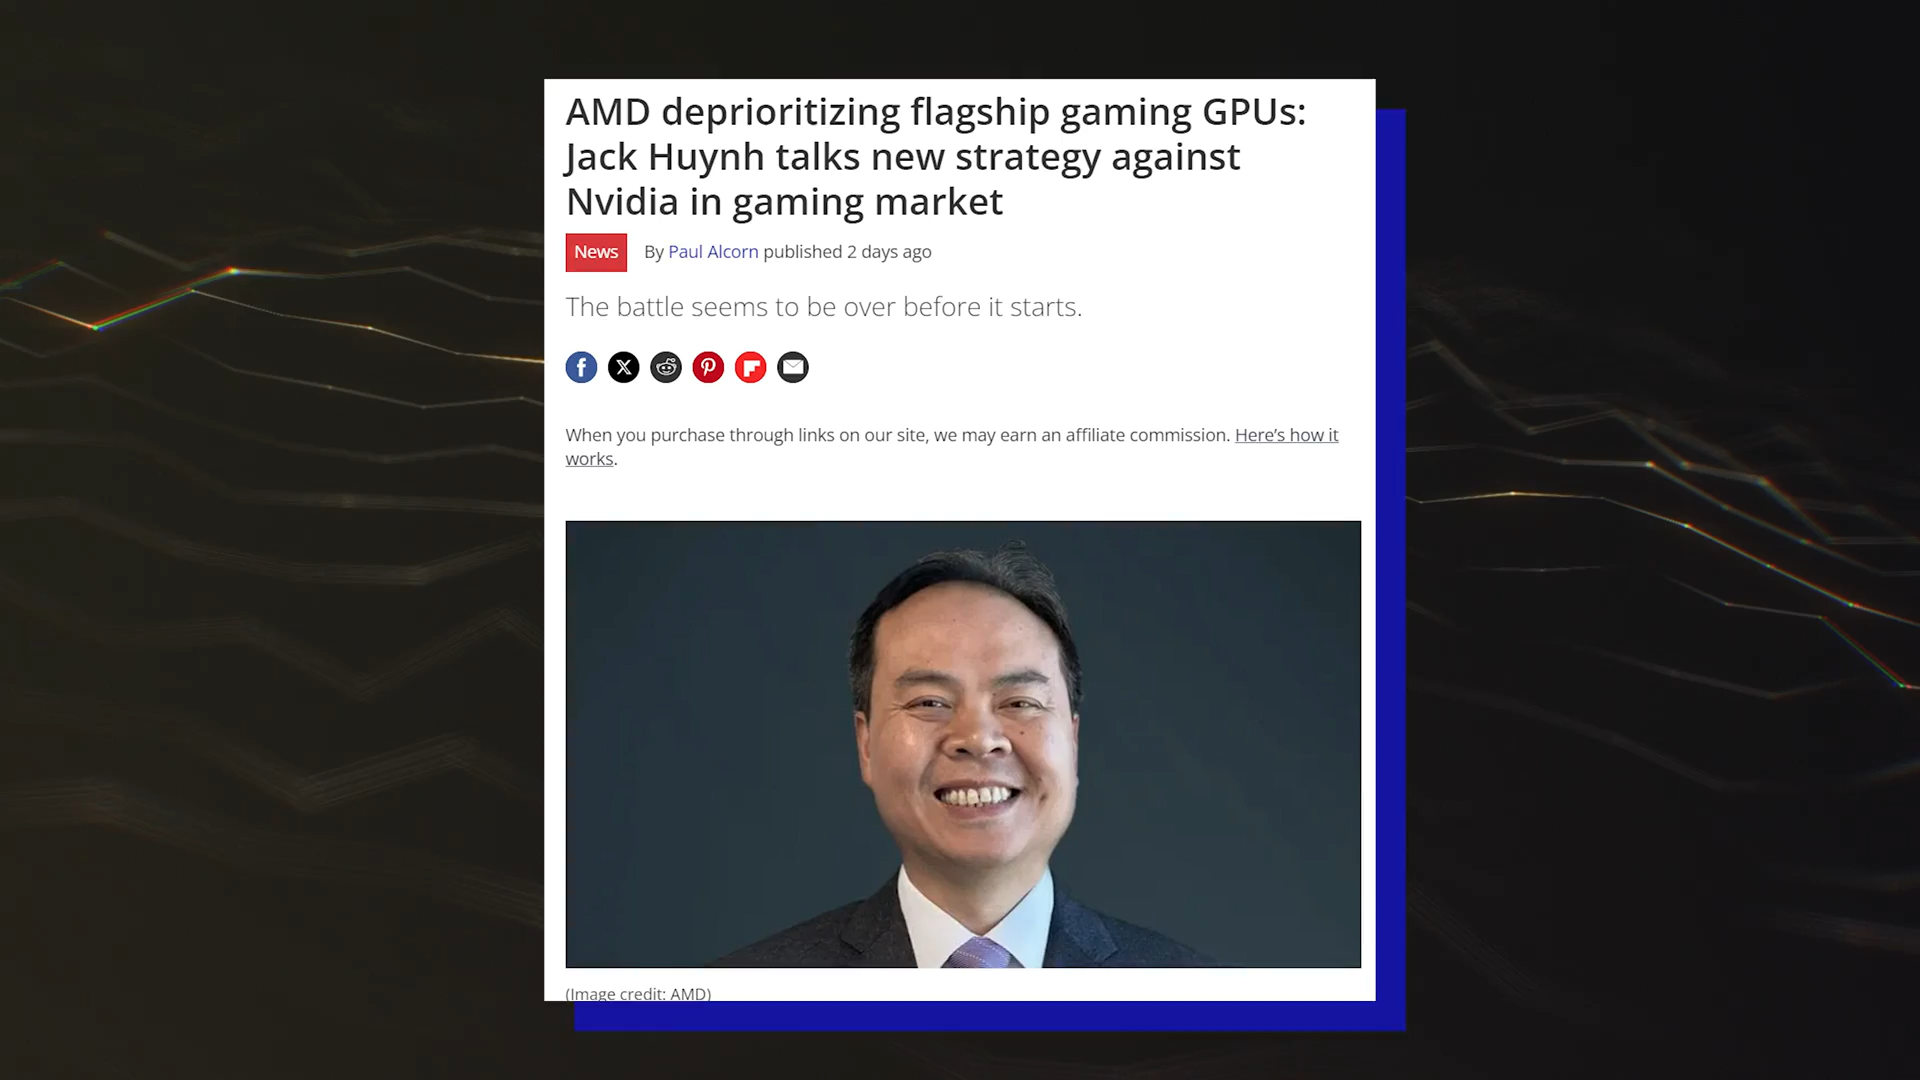 AMD deprioritizing flagship gaming GPUs:
Jack Huynh talks new strategy against
Nvidia in gaming market
News By Paul Alcorn published 2 days ago
The battle seems to be over before it starts.
When you purchase through links on our site, we may earn an affiliate commission. Here’s how it
works.
(Image credit: AMD)